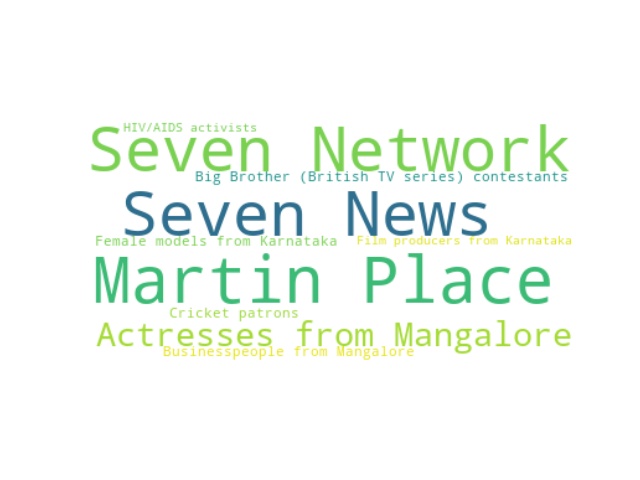 HIV/AIDS activists
Seven Network
Big Brother (British TV series) contestants
Seven News
Female models from Karnataka
Film producers from Karnataka
Martin Place
Cricket patrons
Actresses from Mangalore
Businesspeople from Mangalore